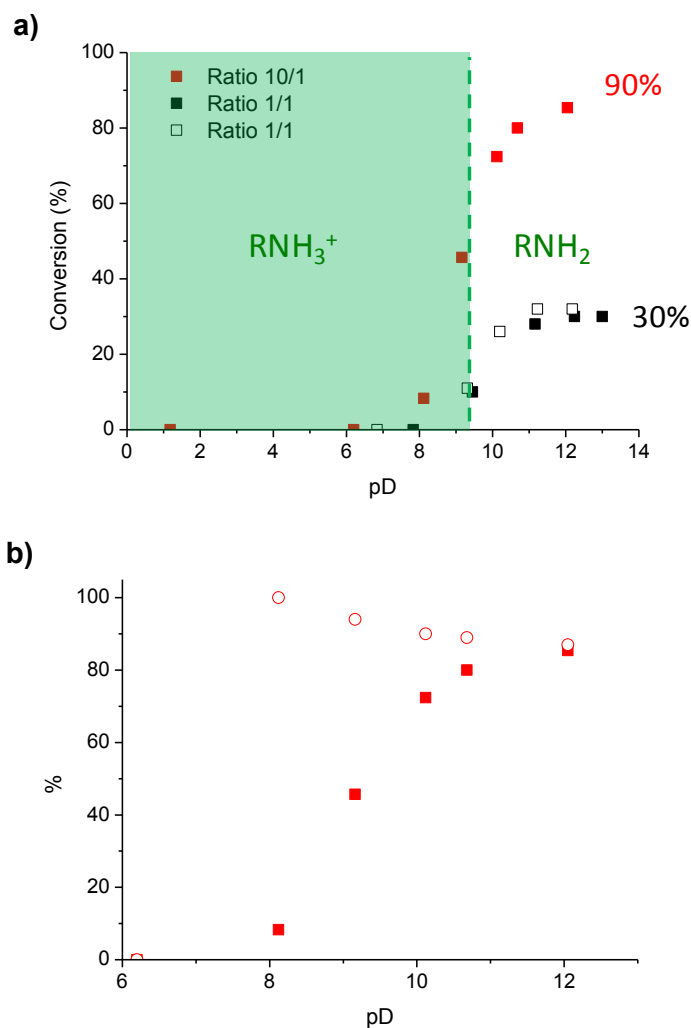 a)
100
80
60
40
20
0
Conversion (%)
Ratio 10/1
Ratio 1/1
Ratio 1/1
90%
RNH₃⁺
RNH₂
30%
0 2 4 6 8 10 12 14
pD
b)
100
80
60
40
20
0
%
6 8 10 12
pD